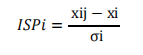 ISPi = xij − xi / σi